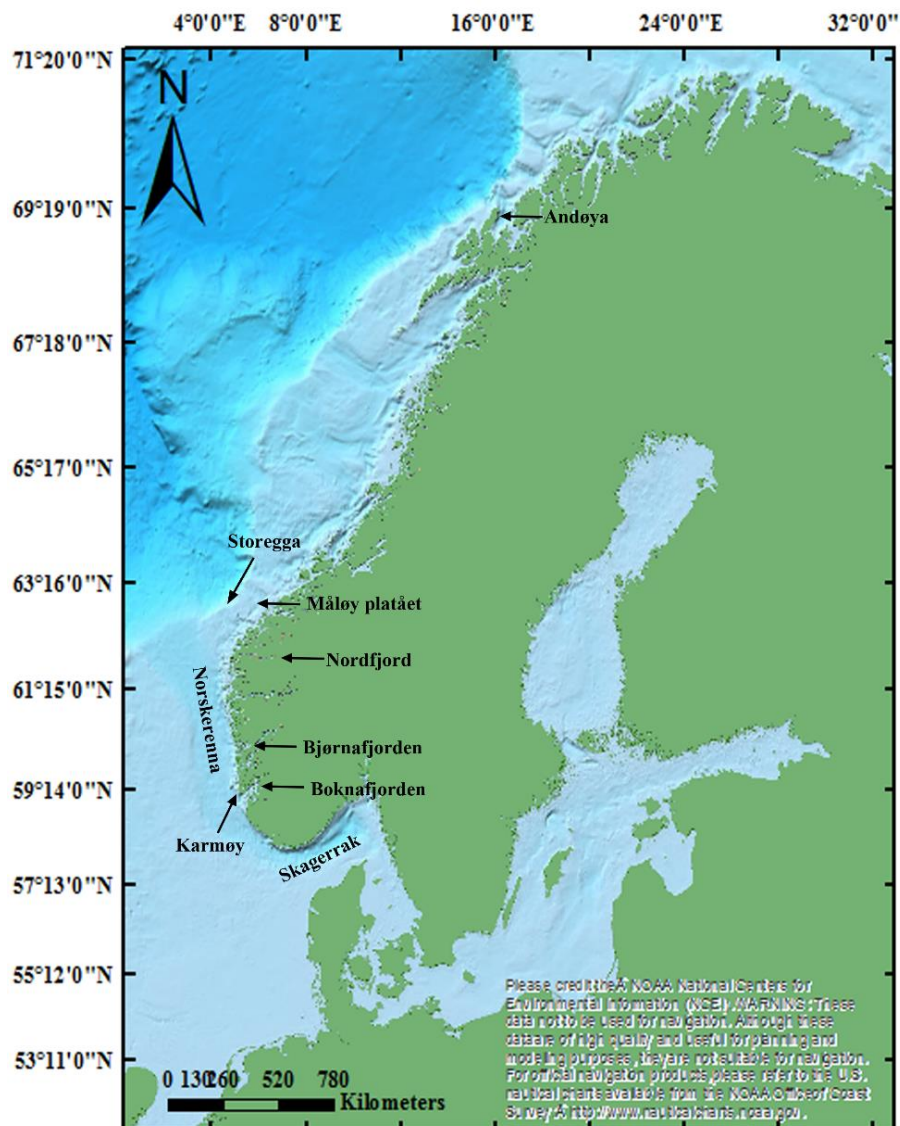 4°0'0"E 8°0'0"E 16°0'0"E 24°0'0"E 32°0'0"E
71°20'0"N
N
69°19'0"N
Andøya
67°18'0"N
65°17'0"N
Storegga
63°16'0"N
Måløy platået
Nordfjord
61°15'0"N
Norskerenna
Bjørnafjorden
59°14'0"N
Boknafjorden
Karmøy
Skagerrak
57°13'0"N
55°12'0"N
Please credit the NOAA National Centers for
Environmental Information (NCEI). WARNING: These
data not to be used for navigation. Although these
data are of high quality and useful for planning and
modeling purposes, they are not suitable for navigation.
For official navigation products, please refer to the U.S.
nautical charts available from the NOAA Office of Coast
Survey Â http://www.nauticalcharts.noaa.gov.
53°11'0"N
0 130260 520 780
Kilometers